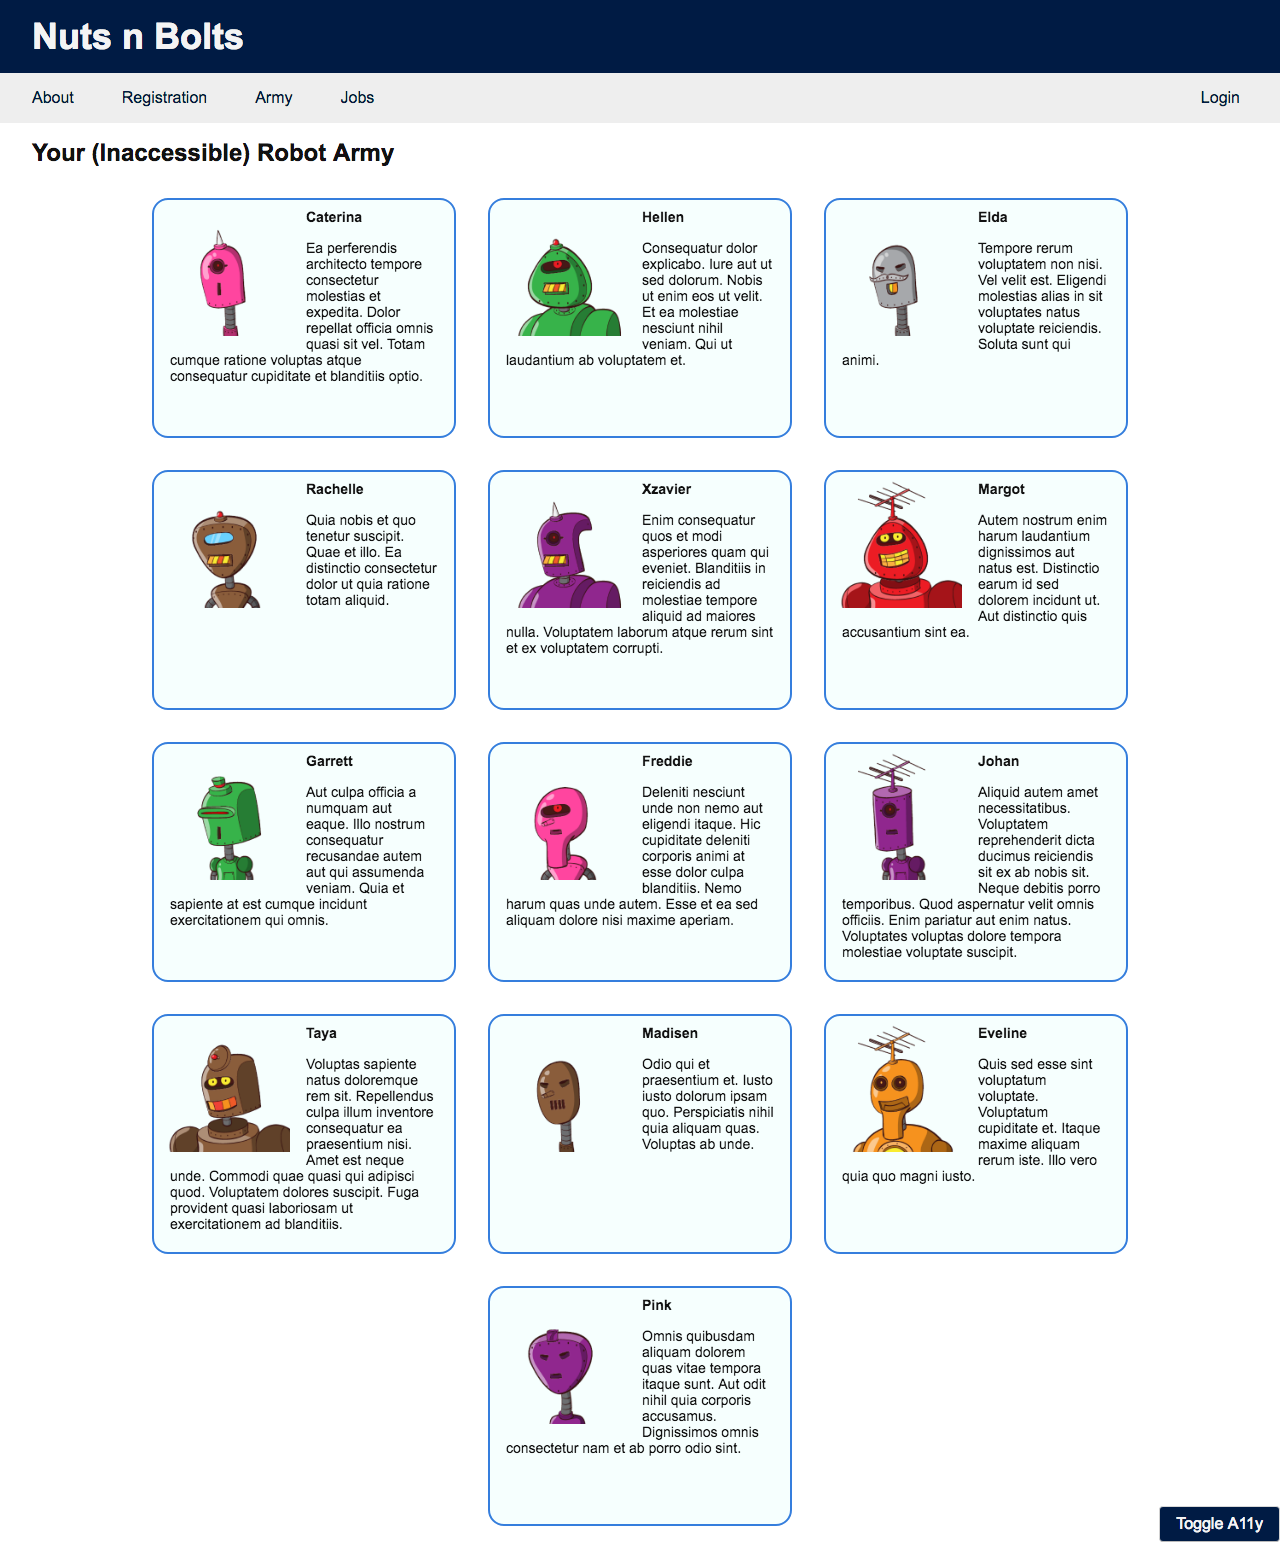 Nuts n Bolts
About
Registration
Army
Jobs
Login
Your (Inaccessible) Robot Army
Caterina
Ea perferendis
architecto tempore
consectetur
molestias et
expedita. Dolor
repellat officia omnis
quasi sit vel. Totam
cumque ratione voluptas atque
consequatur cupiditate et blanditiis optio.
Hellen
Consequatur dolor
explicabo. Iure aut ut
sed dolorum. Nobis
ut enim eos ut velit.
Et ea molestiae
nesciunt nihil
veniam. Qui ut
laudantium ab voluptatem et.
Elda
Tempore rerum
voluptatem non nisi.
Vel velit est. Eligendi
molestias alias in sit
voluptates natus
voluptate reiciendis.
Soluta sunt qui
animi.
Rachelle
Quia nobis et quo
tenetur suscipit.
Quae et illo. Ea
distinctio consectetur
dolor ut quia ratione
totam aliquid.
Xzavier
Enim consequatur
quos et modi
asperiores quam qui
eveniet. Blanditiis in
reiciendis ad
molestiae tempore
aliquid ad maiores
nulla. Voluptatem laborum atque rerum sint
et ex voluptatem corrupti.
Margot
Autem nostrum enim
harum laudantium
dignissimos aut
natus est. Distinctio
earum id sed
dolorem incidunt ut.
Aut distinctio quis
accusantium sint ea.
Garrett
Aut culpa officia a
numquam aut
eaque. Illo nostrum
consequatur
recusandae autem
aut qui assumenda
veniam. Quia et
sapiente at est cumque incidunt
exercitationem qui omnis.
Freddie
Deleniti nesciunt
unde non nemo aut
eligendi itaque. Hic
cupiditate deleniti
corporis animi at
esse dolor culpa
blanditiis. Nemo
harum quas unde autem. Esse et ea sed
aliquam dolore nisi maxime aperiam.
Johan
Aliquid autem amet
necessitatibus.
Voluptatem
reprehenderit dicta
ducimus reiciendis
sit ex ab nobis sit.
Neque debitis porro
temporibus. Quod aspernatur velit omnis
officiis. Enim pariatur aut enim natus.
Voluptates voluptas dolore tempora
molestiae voluptate suscipit.
Taya
Voluptas sapiente
natus doloremque
rem sit. Repellendus
culpa illum inventore
consequatur ea
praesentium nisi.
Amet est neque
unde. Commodi quae quasi qui adipisci
quod. Voluptatem dolores suscipit. Fuga
provident quasi laboriosam ut
exercitationem ad blanditiis.
Madisen
Odio qui et
praesentium et. Iusto
iusto dolorum ipsam
quo. Perspiciatis nihil
quia aliquam quas.
Voluptas ab unde.
Eveline
Quis sed esse sint
voluptatum
voluptate.
Voluptatum
cupiditate et. Itaque
maxime aliquam
rerum iste. Illo vero
quia quo magni iusto.
Pink
Omnis quibusdam
aliquam dolorem
quas vitae tempora
itaque sunt. Aut odit
nihil quia corporis
accusamus.
Dignissimos omnis
consectetur nam et ab porro odio sint.
Toggle A11y